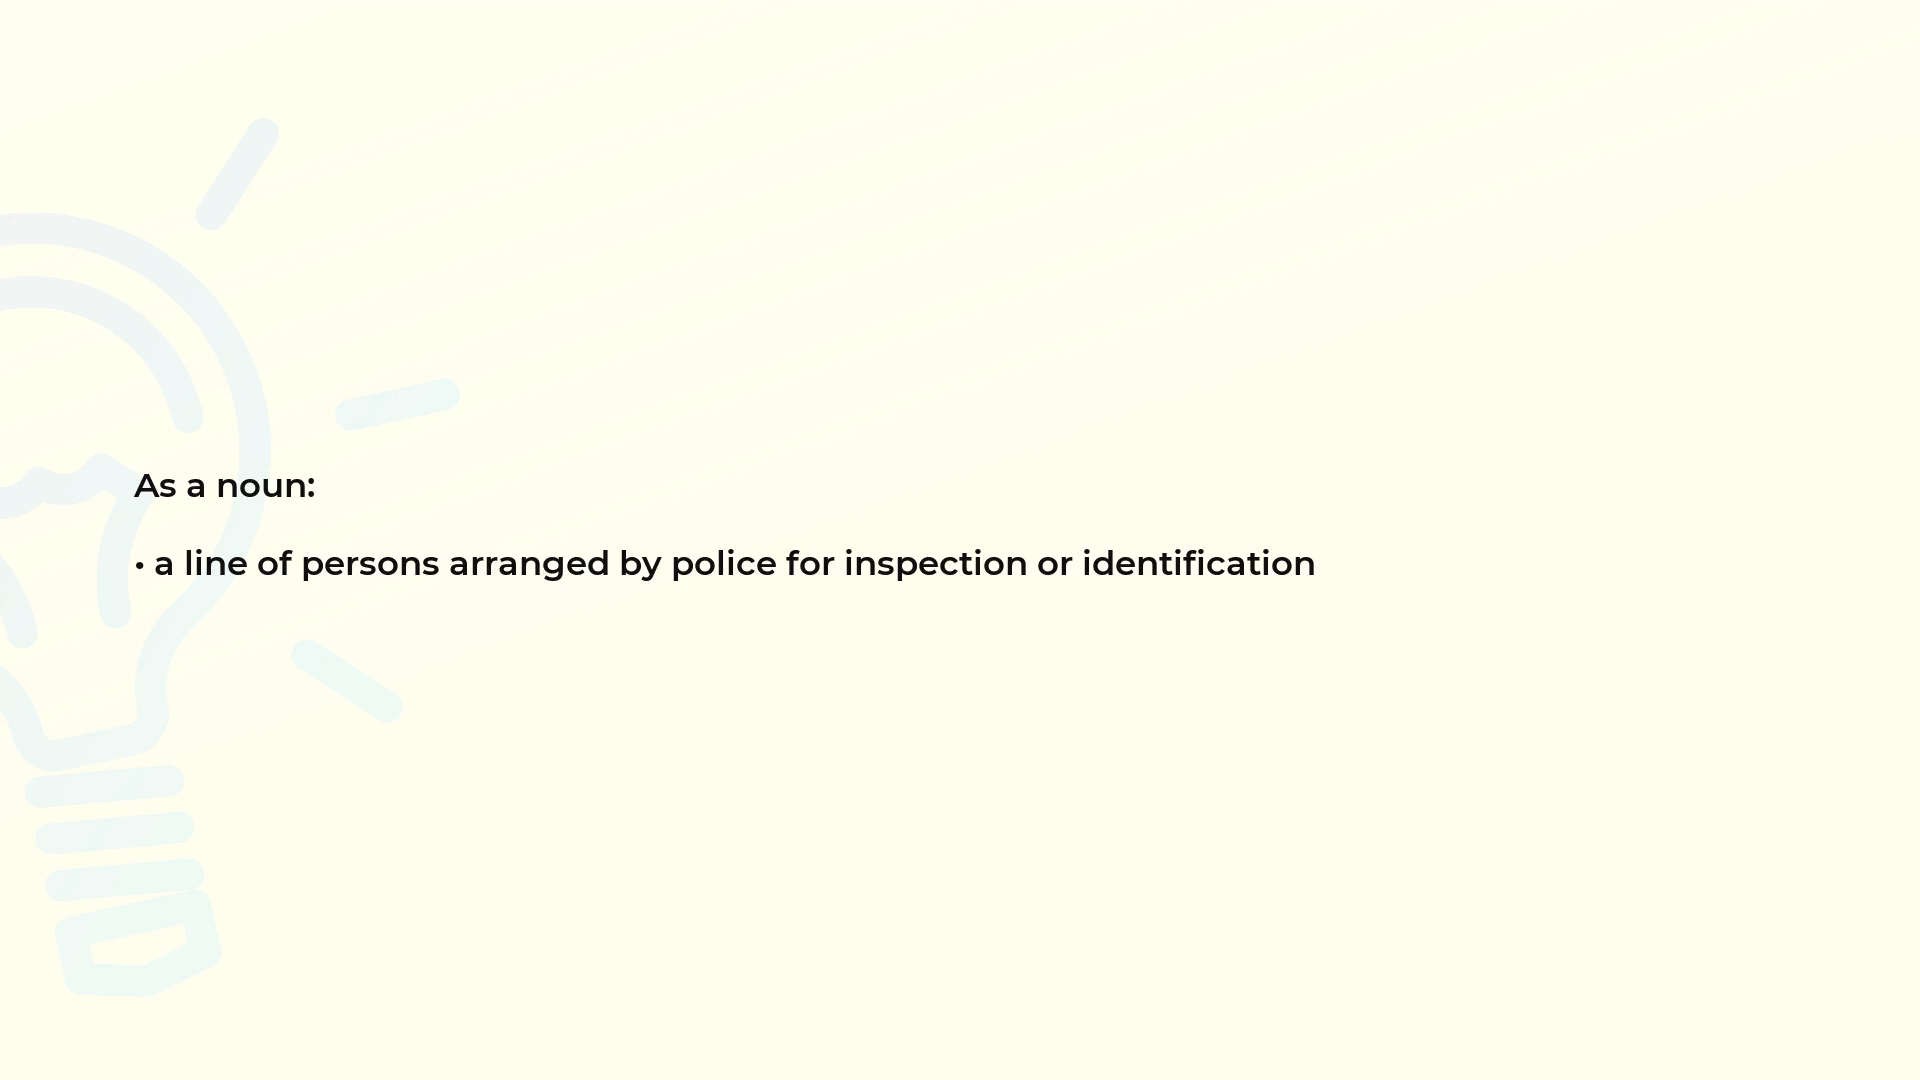 As a noun:
• a line of persons arranged by police for inspection or identification